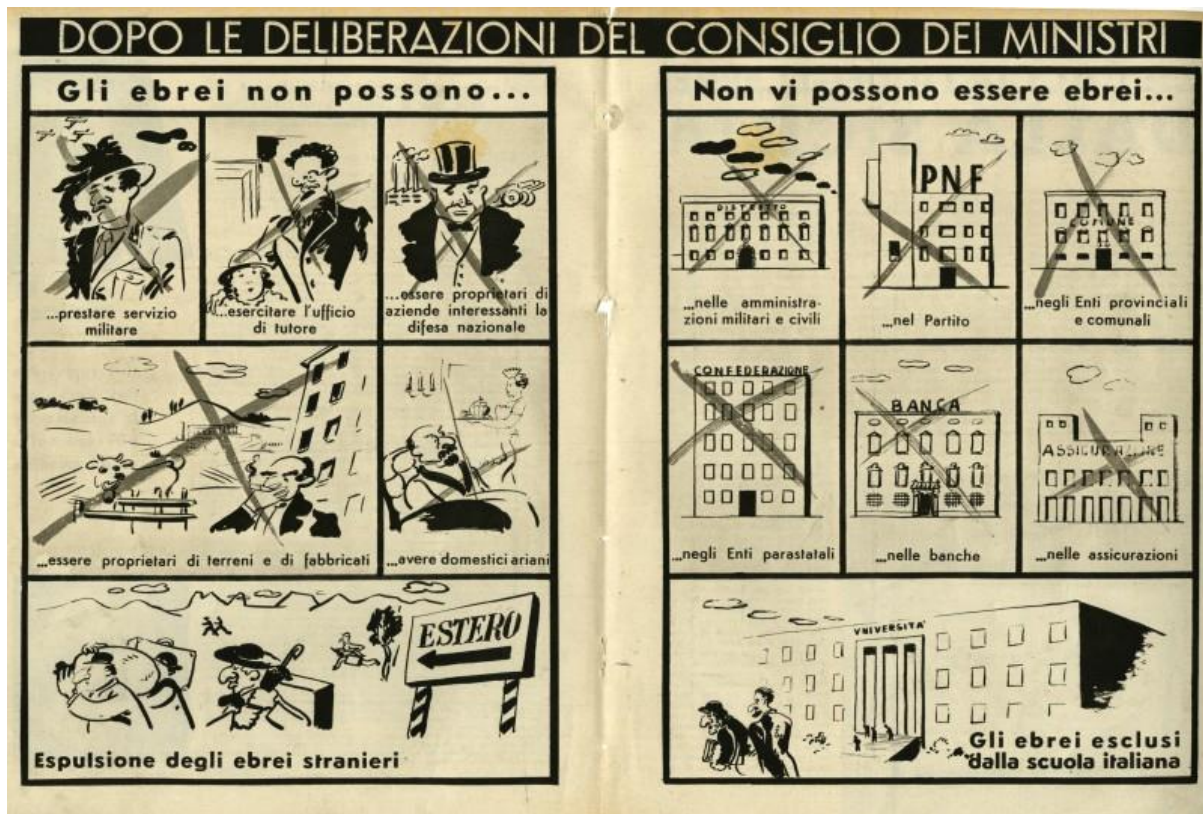 DOPO LE DELIBERAZIONI DEL CONSIGLIO DEI MINISTRI
Gli ebrei non possono...
...prestare servizio
militare
...esercitare l'ufficio
di tutore
...essere proprietari di
aziende interessanti la
difesa nazionale
...essere proprietari di terreni e di fabbricati
...avere domestici ariani
ESTERO
Espulsione degli ebrei stranieri
Non vi possono essere ebrei...
DISTRETTO
...nelle amministra-
zioni militari e civili
PNF
...nel Partito
COMUNE
...negli Enti provinciali
e comunali
CONFEDERAZIONE
...negli Enti parastatali
BANCA
...nelle banche
ASSICURAZIONE
...nelle assicurazioni
VNIVERSITA'
Gli ebrei esclusi
dalla scuola italiana